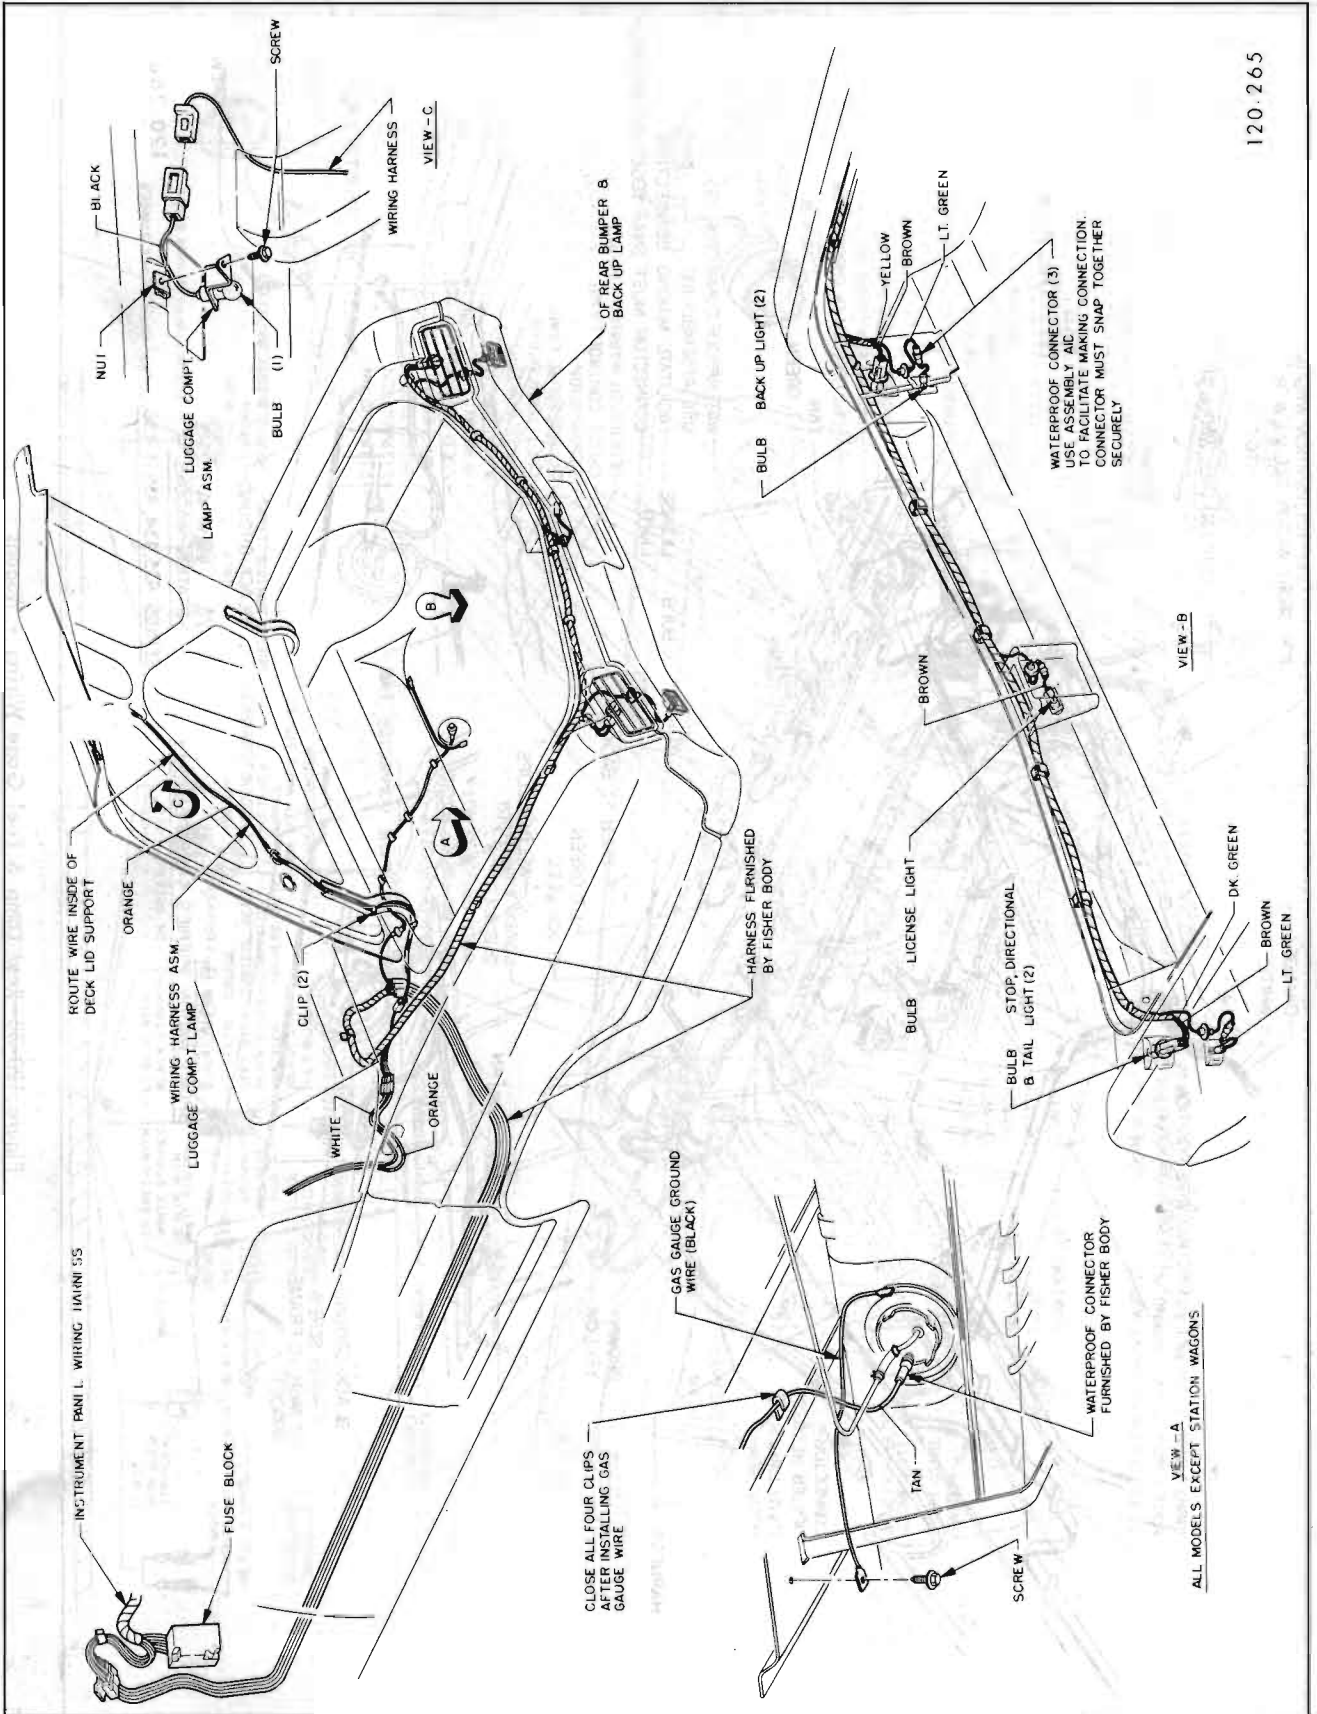 INSTRUMENT PANEL WIRING HARNESS
FUSE BLOCK
ROUTE WIRE INSIDE OF
DECK LID SUPPORT
ORANGE
WIRING HARNESS ASM.
LUGGAGE COMPT LAMP
CLIP (2)
WHITE
ORANGE
HARNESS FURNISHED
BY FISHER BODY
OF REAR BUMPER &
BACK UP LAMP
A
B
C
NUT
BLACK
LUGGAGE COMPT.
LAMP ASM.
BULB (1)
SCREW
WIRING HARNESS
VIEW-C
CLOSE ALL FOUR CLIPS
AFTER INSTALLING GAS
GAUGE WIRE
GAS GAUGE GROUND
WIRE (BLACK)
TAN
SCREW
WATERPROOF CONNECTOR
FURNISHED BY FISHER BODY
VIEW-A
ALL MODELS EXCEPT STATION WAGONS
BULB STOP, DIRECTIONAL
& TAIL LIGHT (2)
DK. GREEN
BROWN
LT GREEN
BULB LICENSE LIGHT
BROWN
BULB BACK UP LIGHT (2)
YELLOW
BROWN
LT. GREEN
WATERPROOF CONNECTOR (3)
USE ASSEMBLY AID
TO FACILITATE MAKING CONNECTION.
CONNECTOR MUST SNAP TOGETHER
SECURELY
VIEW-B
120.265